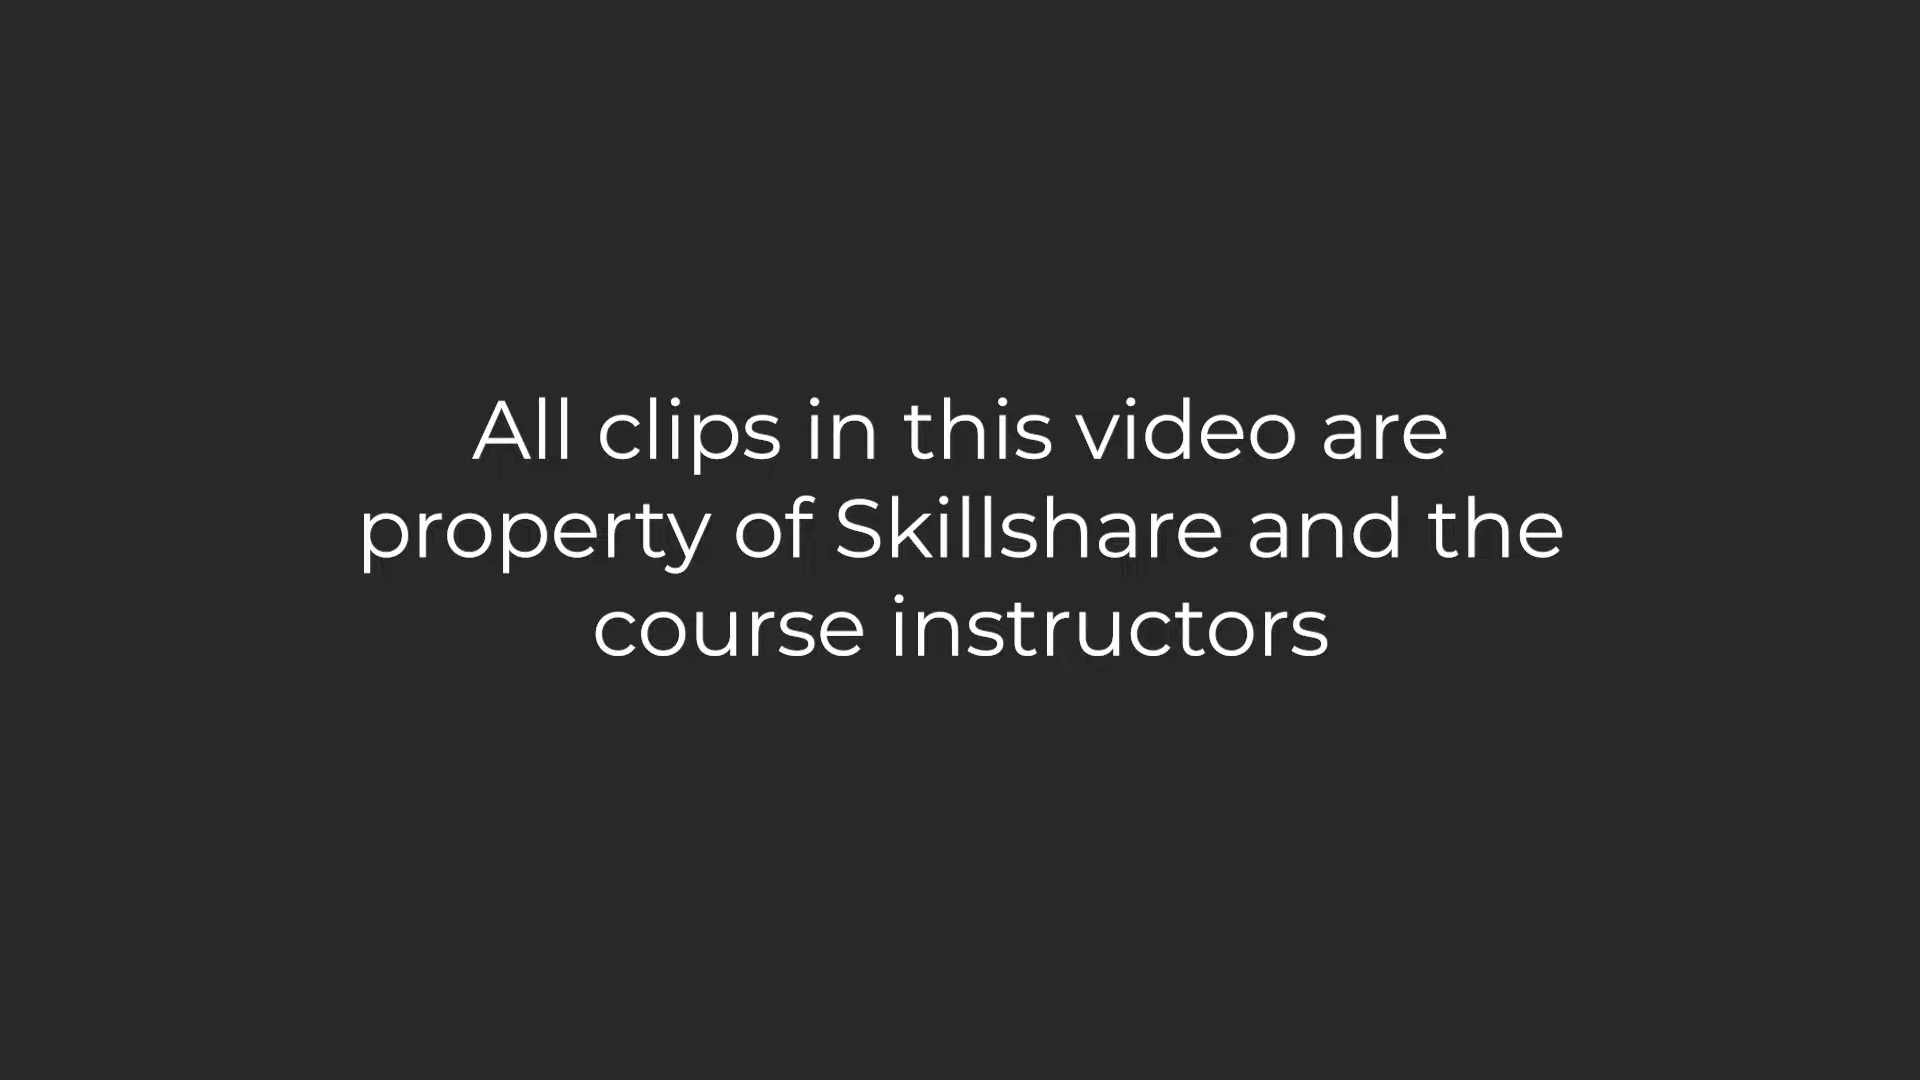 All clips in this video are
property of Skillshare and the
course instructors